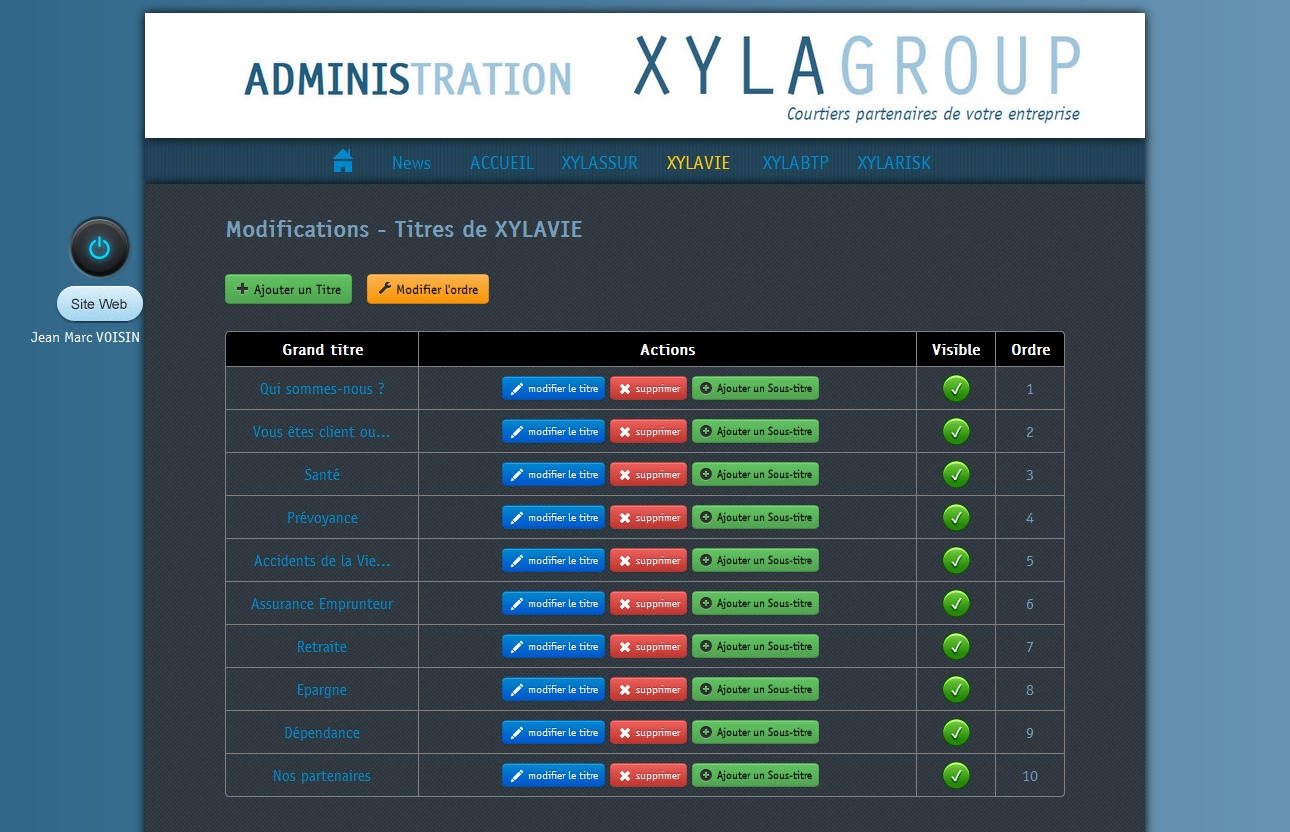 ADMINISTRATION
XYLAGROUP
Courtiers partenaires de votre entreprise
News ACCUEIL XYLASSUR XYLAVIE XYLABTP XYLARISK
Site Web
Jean Marc VOISIN
Modifications - Titres de XYLAVIE
Ajouter un Titre Modifier l'ordre
Grand titre Actions Visible Ordre
Qui sommes-nous ? modifier le titre supprimer Ajouter un Sous-titre 1
Vous êtes client ou... modifier le titre supprimer Ajouter un Sous-titre 2
Santé modifier le titre supprimer Ajouter un Sous-titre 3
Prévoyance modifier le titre supprimer Ajouter un Sous-titre 4
Accidents de la Vie... modifier le titre supprimer Ajouter un Sous-titre 5
Assurance Emprunteur modifier le titre supprimer Ajouter un Sous-titre 6
Retraite modifier le titre supprimer Ajouter un Sous-titre 7
Epargne modifier le titre supprimer Ajouter un Sous-titre 8
Dépendance modifier le titre supprimer Ajouter un Sous-titre 9
Nos partenaires modifier le titre supprimer Ajouter un Sous-titre 10